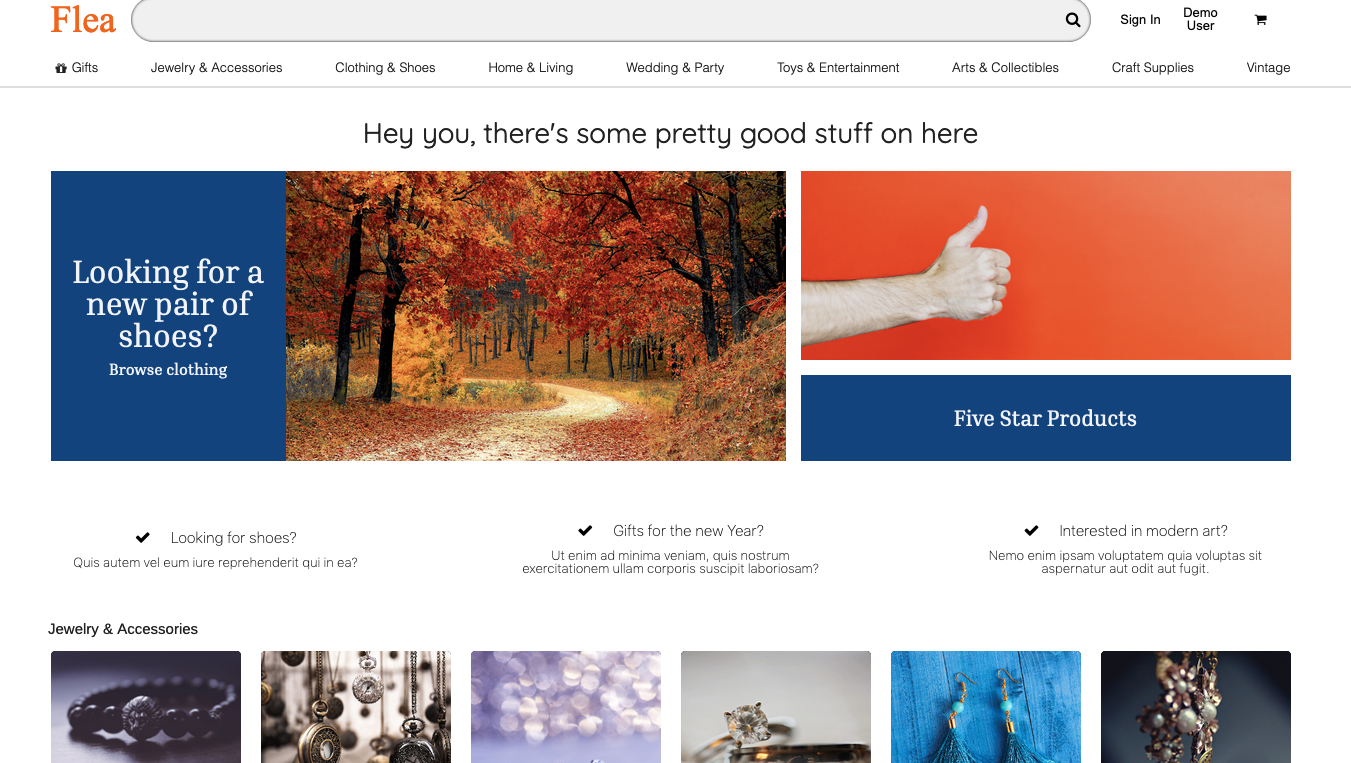 Flea
Sign In
Demo
User
Gifts
Jewelry & Accessories
Clothing & Shoes
Home & Living
Wedding & Party
Toys & Entertainment
Arts & Collectibles
Craft Supplies
Vintage
Hey you, there's some pretty good stuff on here
Looking for a
new pair of
shoes?
Browse clothing
Five Star Products
Looking for shoes?
Quis autem vel eum iure reprehenderit qui in ea?
Gifts for the new Year?
Ut enim ad minima veniam, quis nostrum
exercitationem ullam corporis suscipit laboriosam?
Interested in modern art?
Nemo enim ipsam voluptatem quia voluptas sit
aspernatur aut odit aut fugit.
Jewelry & Accessories